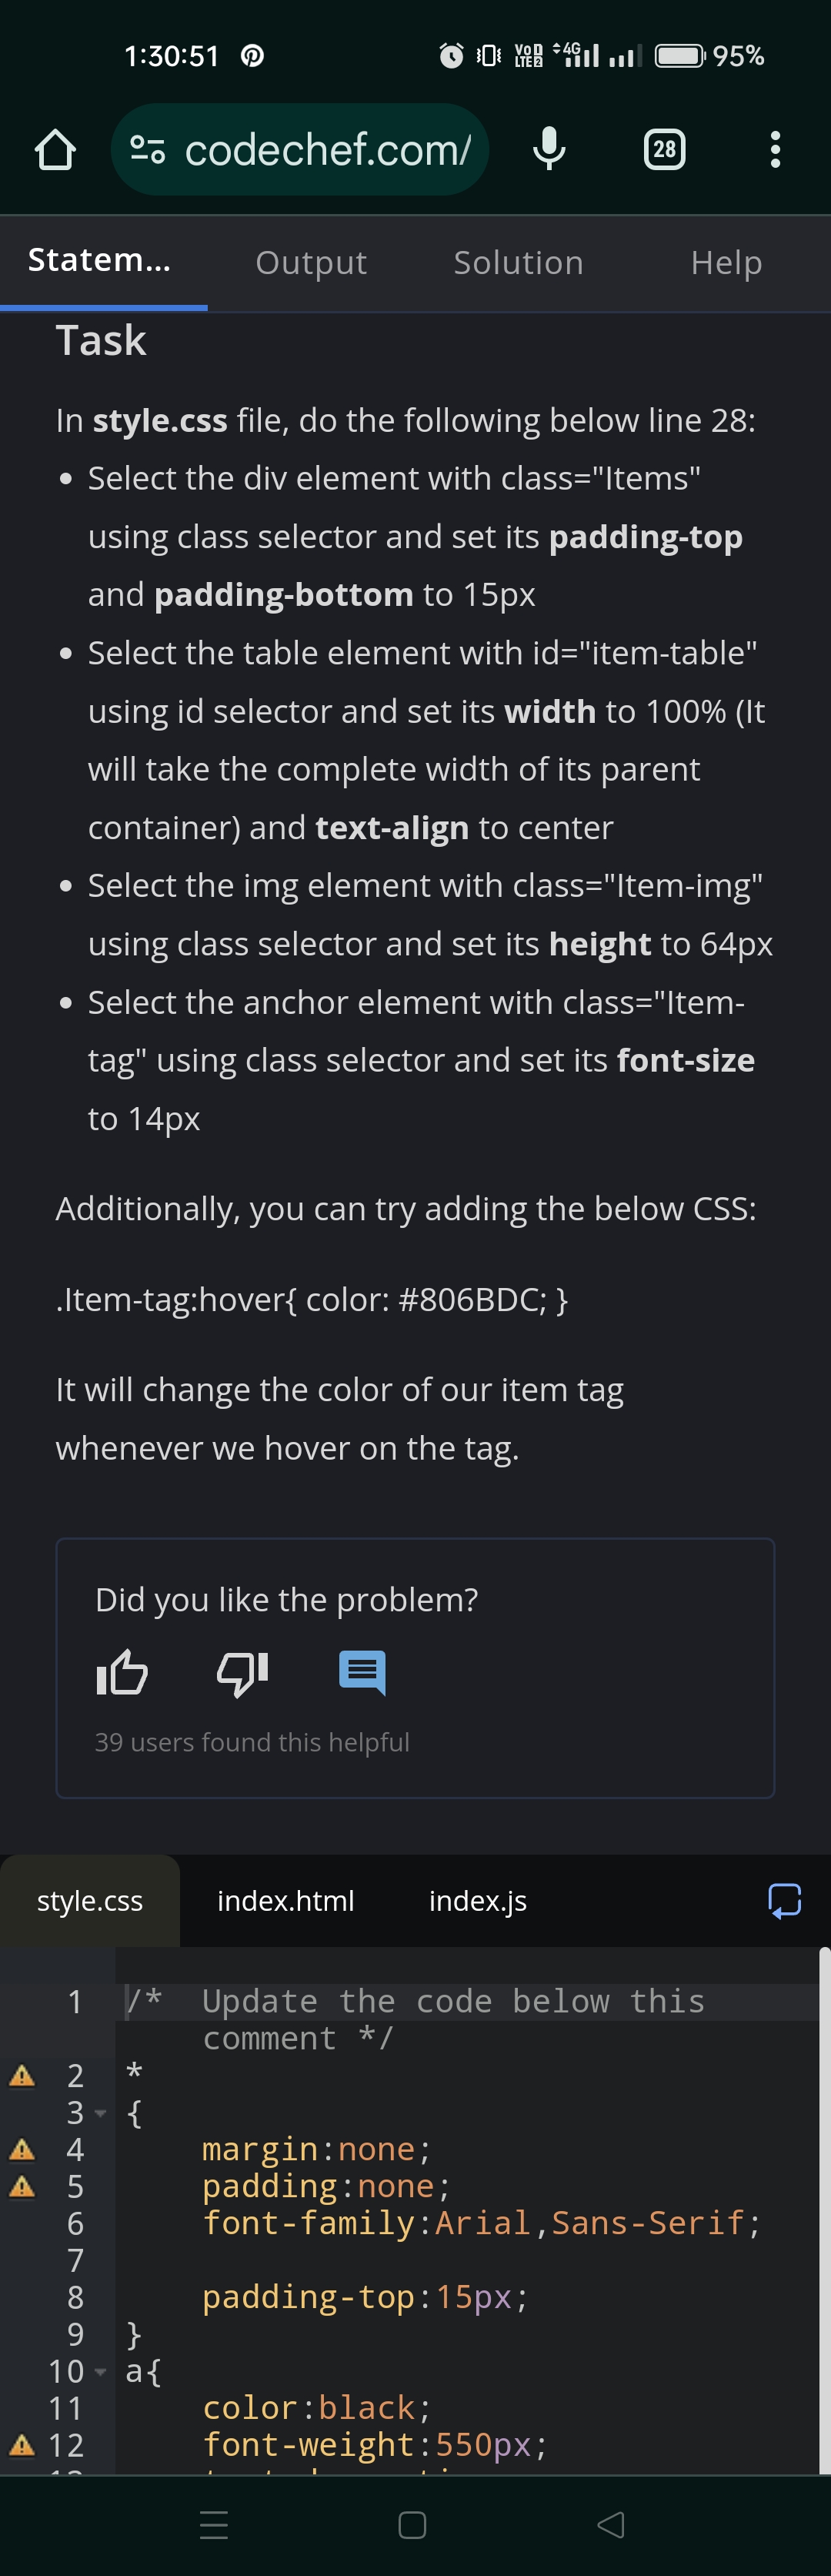 1:30:51
VoD
LTE2
4G
95%
codechef.com/
28
Statem...
Output
Solution
Help
Task
In style.css file, do the following below line 28:
• Select the div element with class="Items"
using class selector and set its padding-top
and padding-bottom to 15px
• Select the table element with id="item-table"
using id selector and set its width to 100% (It
will take the complete width of its parent
container) and text-align to center
• Select the img element with class="Item-img"
using class selector and set its height to 64px
• Select the anchor element with class="Item-
tag" using class selector and set its font-size
to 14px
Additionally, you can try adding the below CSS:
.Item-tag:hover{ color: #806BDC; }
It will change the color of our item tag
whenever we hover on the tag.
Did you like the problem?
39 users found this helpful
style.css
index.html
index.js
1 /*  Update the code below this
comment */
2 *
3 {
4 margin:none;
5 padding:none;
6 font-family:Arial,Sans-Serif;
7
8 padding-top:15px;
9 }
10 a{
11 color:black;
12 font-weight:550px;